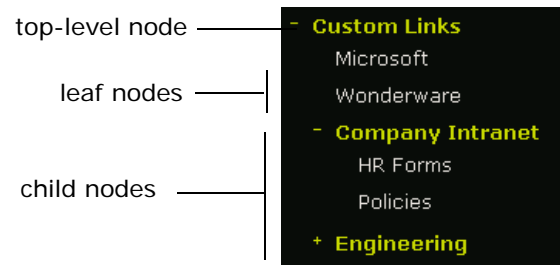 top-level node
- Custom Links
Microsoft
leaf nodes
Wonderware
- Company Intranet
HR Forms
child nodes
Policies
+ Engineering